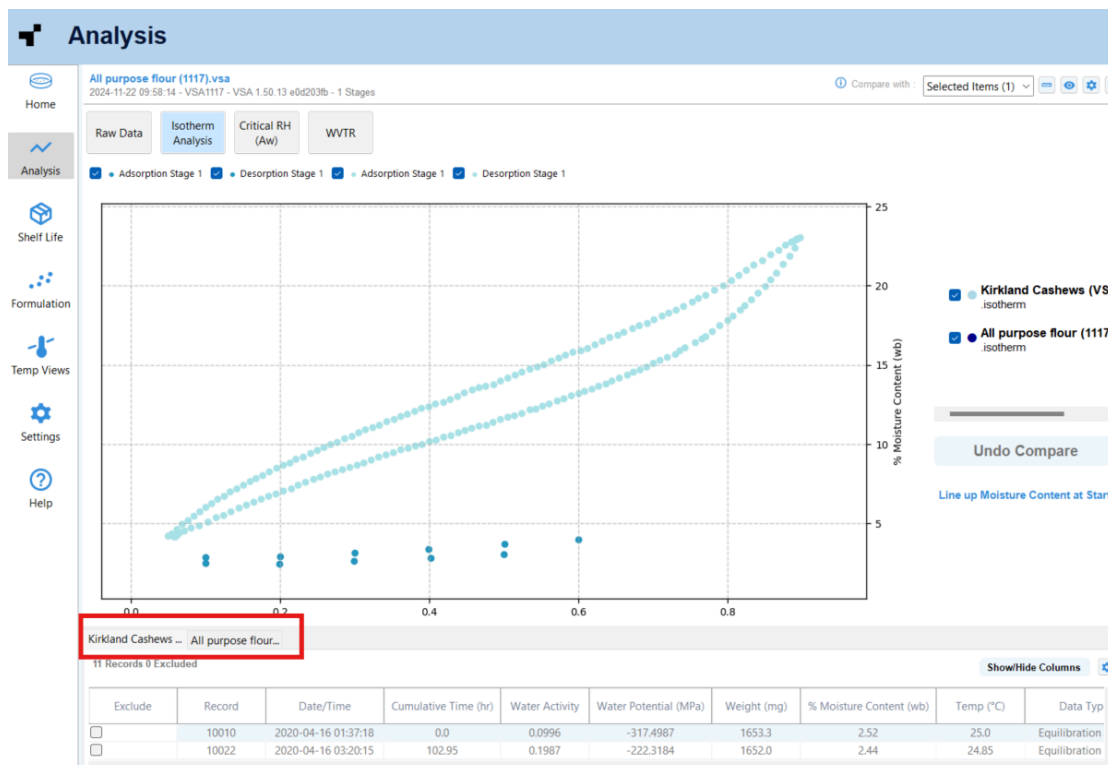 Analysis
Home
Analysis
Shelf Life
Formulation
Temp Views
Settings
Help
All purpose flour (1117).vsa
2024-11-22 09:58:14 - VSA1117 - VSA 1.50.13 e0d203fb - 1 Stages
Compare with :
Selected Items (1)
Raw Data
Isotherm
Analysis
Critical RH
(Aw)
WVTR
Adsorption Stage 1
Desorption Stage 1
Adsorption Stage 1
Desorption Stage 1
25
20
15
10
5
% Moisture Content (wb)
0.0 0.2 0.4 0.6 0.8
Kirkland Cashews (VS
.isotherm
All purpose flour (1117
.isotherm
Undo Compare
Line up Moisture Content at Star
Kirkland Cashews ... All purpose flour...
11 Records 0 Excluded
Show/Hide Columns
Exclude Record Date/Time Cumulative Time (hr) Water Activity Water Potential (MPa) Weight (mg) % Moisture Content (wb) Temp (°C) Data Typ
10010 2020-04-16 01:37:18 0.0 0.0996 -317.4987 1653.3 2.52 25.0 Equilibration
10022 2020-04-16 03:20:15 102.95 0.1987 -222.3184 1652.0 2.44 24.85 Equilibration